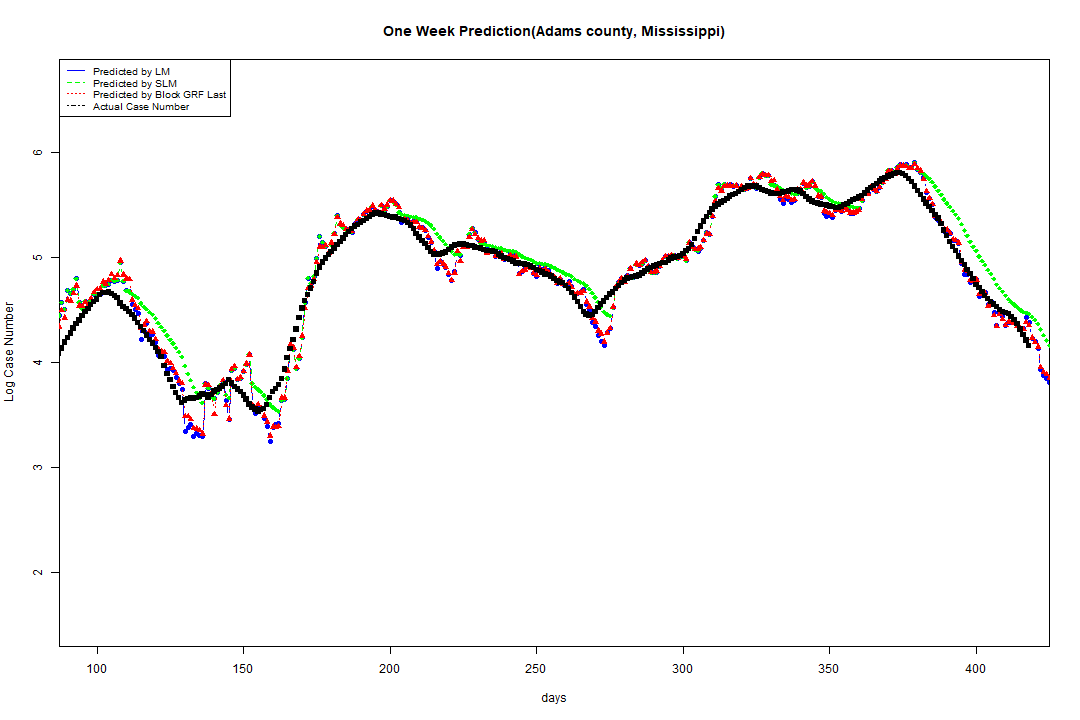 One Week Prediction(Adams county, Mississippi)
Predicted by LM
Predicted by SLM
Predicted by Block GRF Last
Actual Case Number
6
5
4
3
2
Log Case Number
100 150 200 250 300 350 400
days